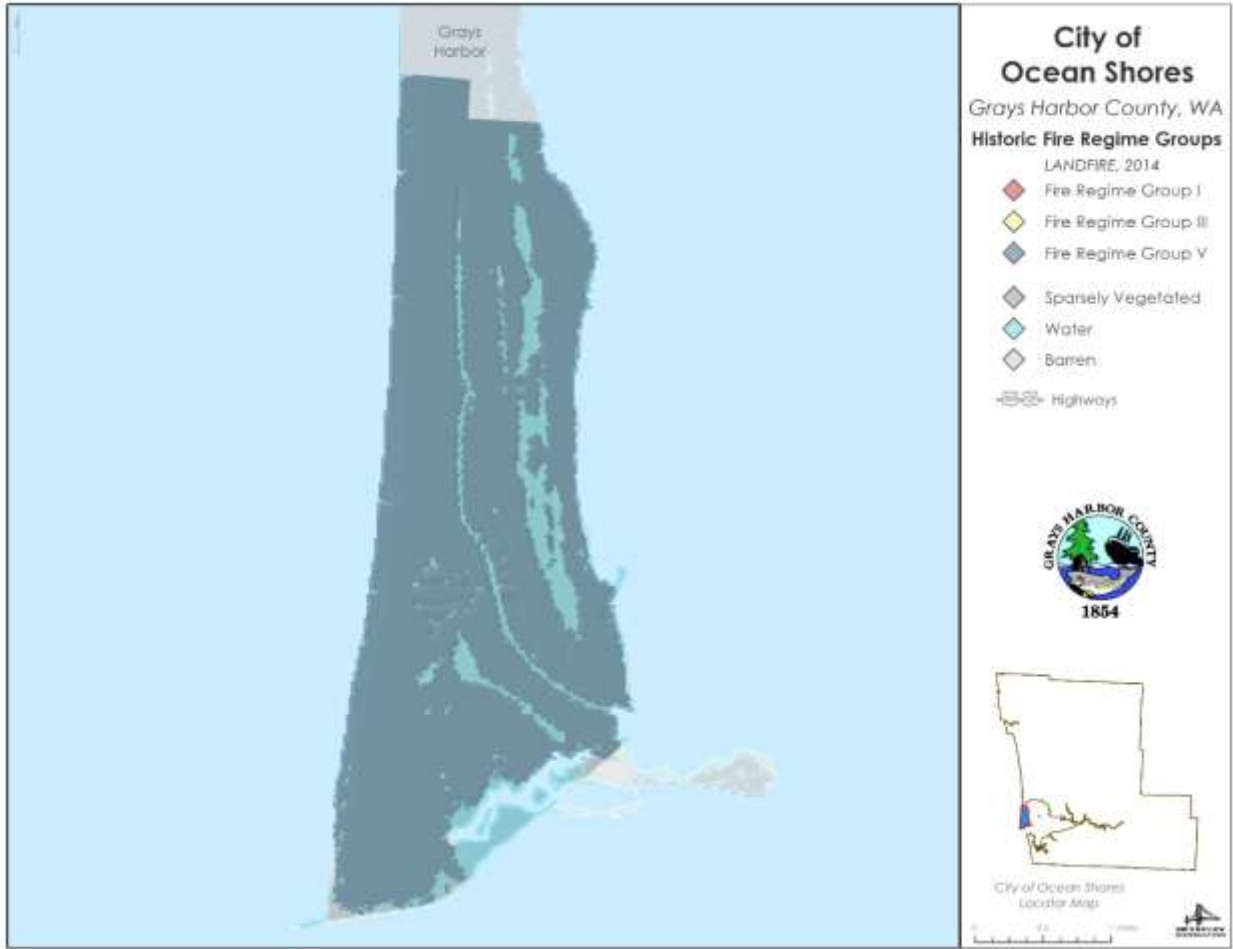 Grays
Harbor
City of
Ocean Shores
Grays Harbor County, WA
Historic Fire Regime Groups
LANDFIRE, 2014
Fire Regime Group I
Fire Regime Group III
Fire Regime Group V
Sparsely Vegetated
Water
Barren
Highways
GRAYS HARBOR COUNTY
1854
City of Ocean Shores
Locator Map